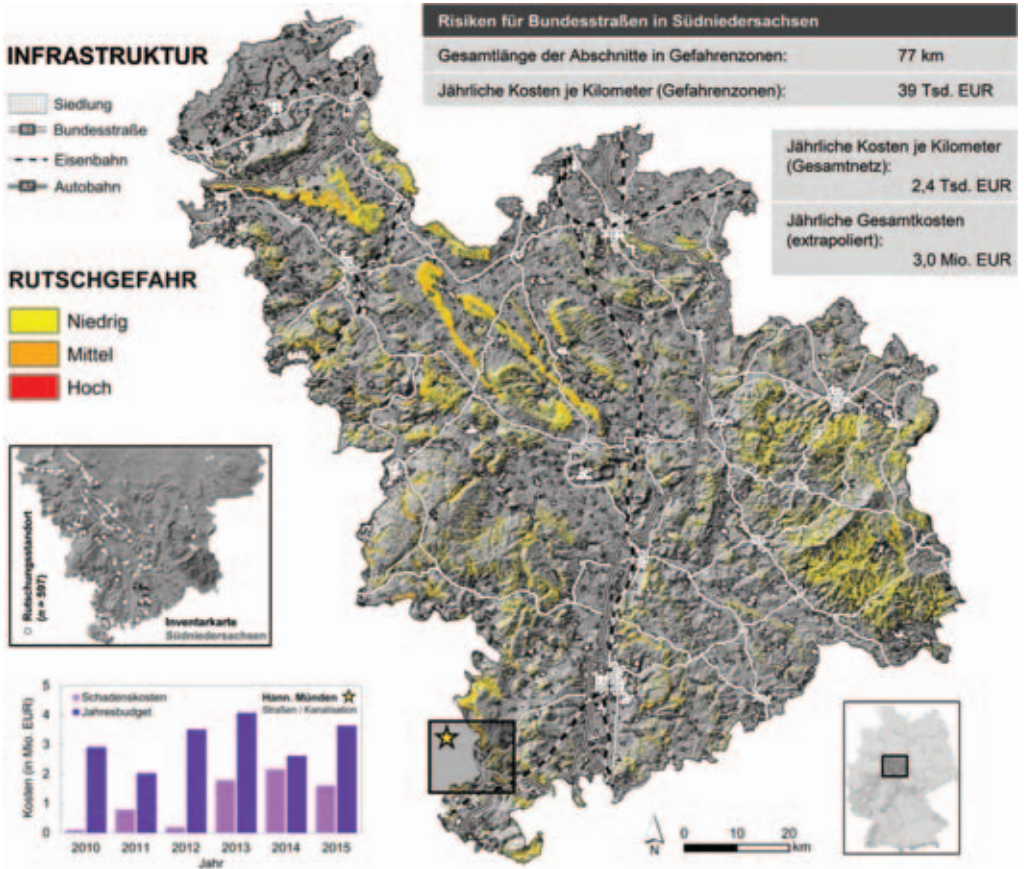 Risiken für Bundesstraßen in Südniedersachsen
Gesamtlänge der Abschnitte in Gefahrenzonen: 77 km
Jährliche Kosten je Kilometer (Gefahrenzonen): 39 Tsd. EUR
Jährliche Kosten je Kilometer
(Gesamtnetz):
2,4 Tsd. EUR
Jährliche Gesamtkosten
(extrapoliert):
3,0 Mio. EUR
INFRASTRUKTUR
Siedlung
Bundesstraße
Eisenbahn
Autobahn
RUTSCHGEFAHR
Niedrig
Mittel
Hoch
Rutschungsstandort
(n = 597)
Inventarkarte
Südniedersachsen
Schadenskosten
Jahresbudget
Hann. Münden
Straßen / Kanalisation
Kosten (in Mio. EUR)
5
4
3
2
1
0
2010 2011 2012 2013 2014 2015
Jahr
N
0 10 20
km